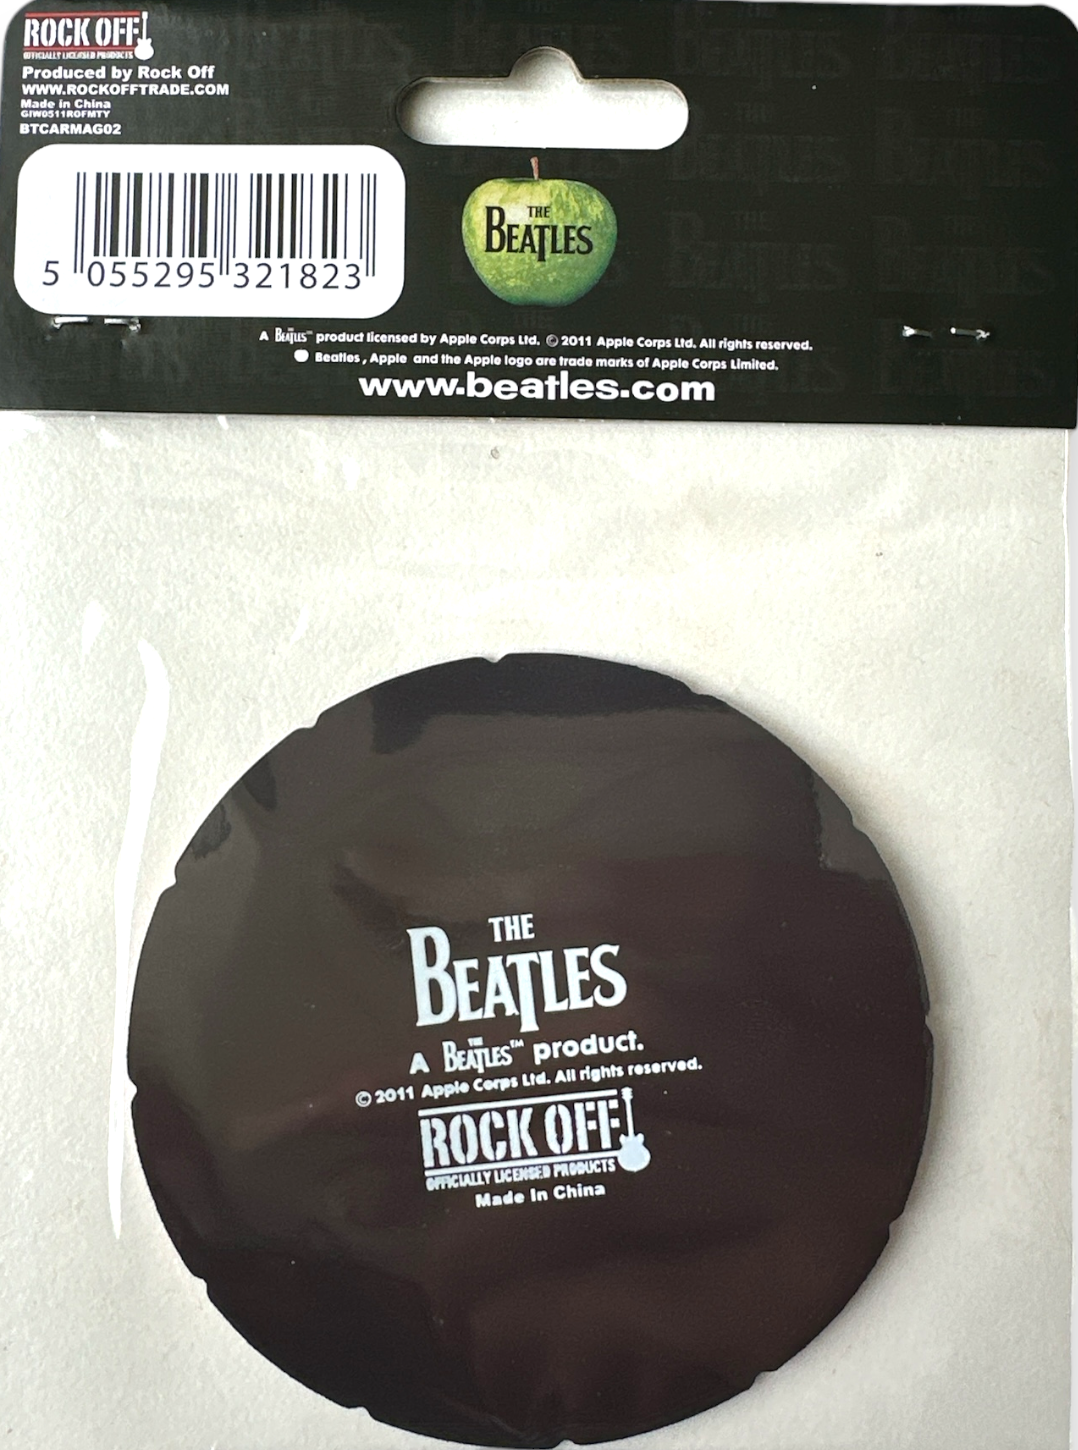 ROCK OFF
OFFICIALLY LICENSED PRODUCTS
Produced by Rock Off
WWW.ROCKOFFTRADE.COM
Made in China
GIW0511ROFMTY
BTCARMAG02
5 055295 321823
THE
BEATLES
A THE BEATLES™ product licensed by Apple Corps Ltd. © 2011 Apple Corps Ltd. All rights reserved.
Beatles, Apple and the Apple logo are trade marks of Apple Corps Limited.
www.beatles.com
THE
BEATLES
A THE BEATLES™ product.
© 2011 Apple Corps Ltd. All rights reserved.
ROCK OFF
OFFICIALLY LICENSED PRODUCTS
Made In China